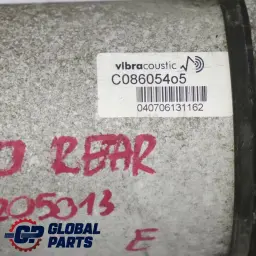 vibracoustic
C086054o5
040706131162
REAR
205013
E
GP GLOBAL
PARTS